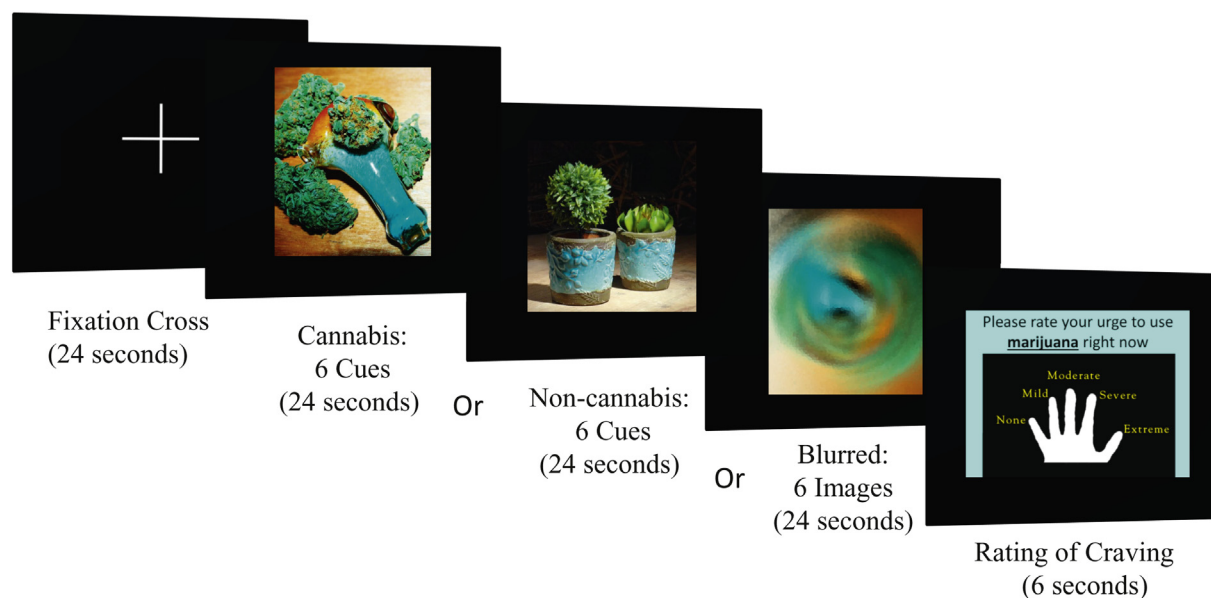 Fixation Cross
(24 seconds)
Cannabis:
6 Cues
(24 seconds)
Or
Non-cannabis:
6 Cues
(24 seconds)
Or
Blurred:
6 Images
(24 seconds)
Please rate your urge to use
marijuana right now
Moderate
Mild
Severe
None
Extreme
Rating of Craving
(6 seconds)